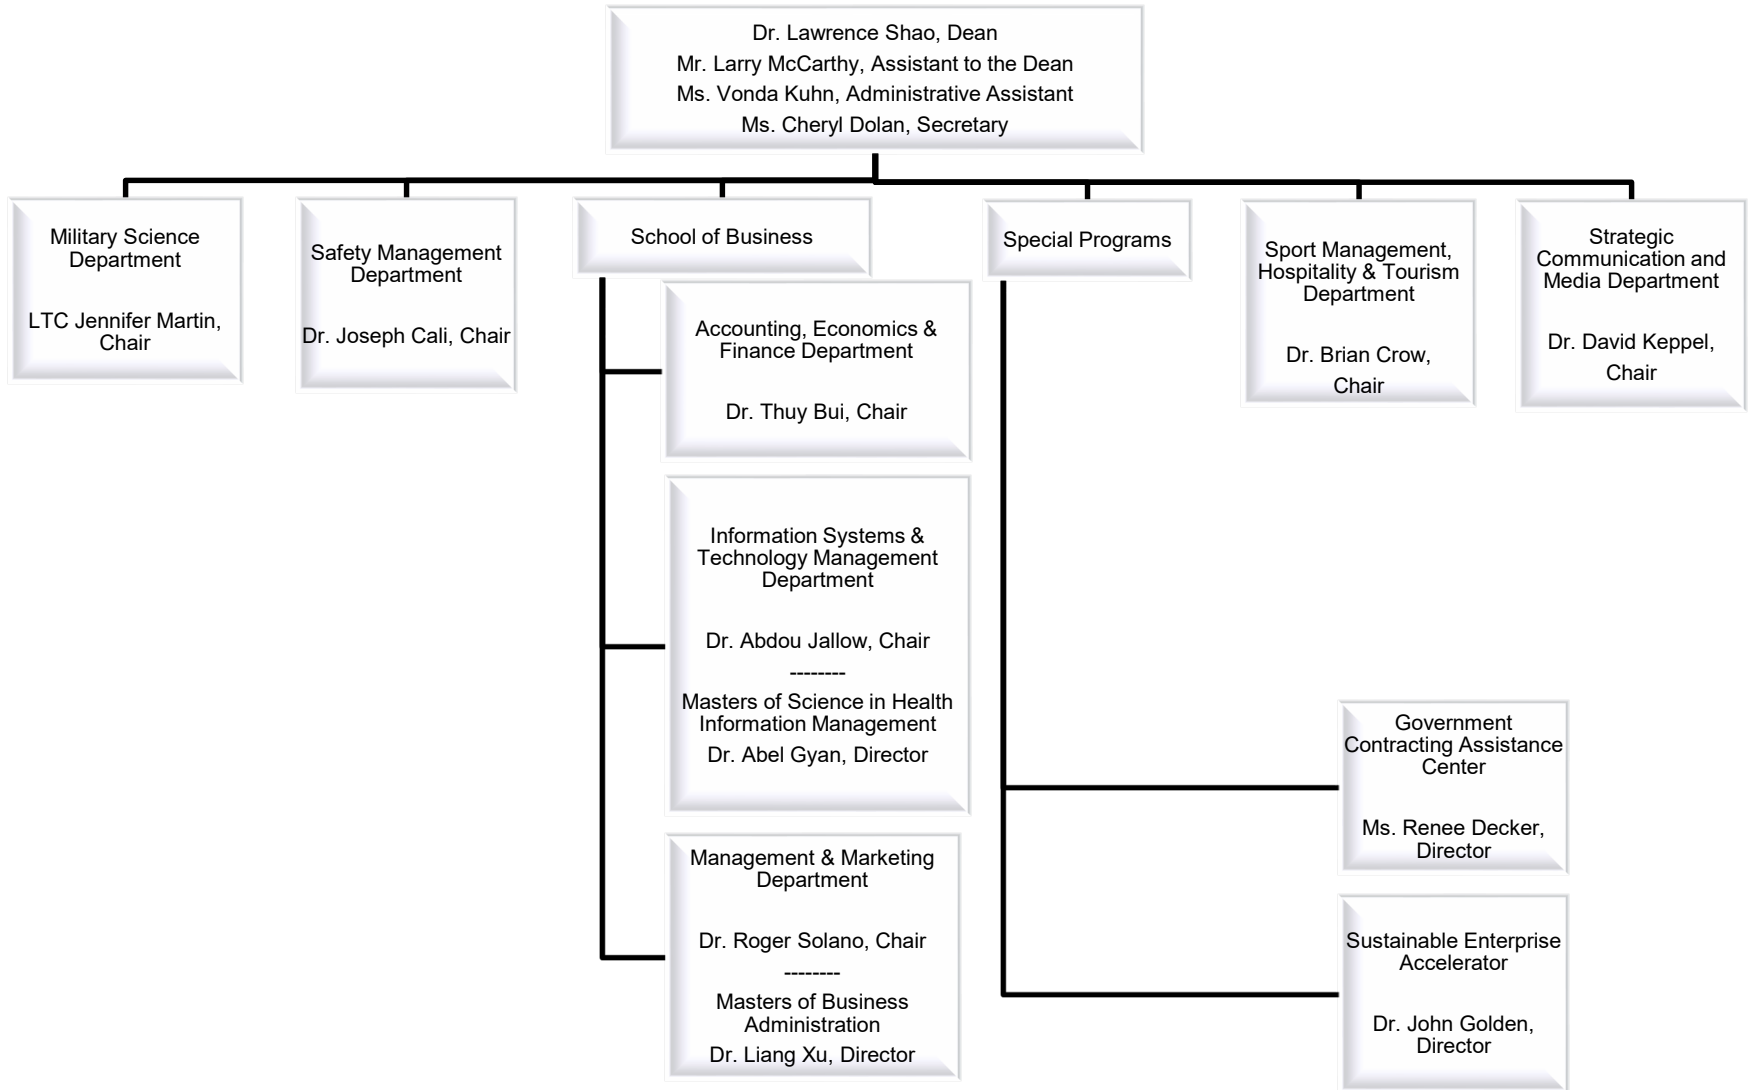 Dr. Lawrence Shao, Dean
Mr. Larry McCarthy, Assistant to the Dean
Ms. Vonda Kuhn, Administrative Assistant
Ms. Cheryl Dolan, Secretary
Military Science
Department
LTC Jennifer Martin,
Chair
Safety Management
Department
Dr. Joseph Cali, Chair
School of Business
Accounting, Economics &
Finance Department
Dr. Thuy Bui, Chair
Information Systems &
Technology Management
Department
Dr. Abdou Jallow, Chair
--------
Masters of Science in Health
Information Management
Dr. Abel Gyan, Director
Management & Marketing
Department
Dr. Roger Solano, Chair
--------
Masters of Business
Administration
Dr. Liang Xu, Director
Special Programs
Government
Contracting Assistance
Center
Ms. Renee Decker,
Director
Sustainable Enterprise
Accelerator
Dr. John Golden,
Director
Sport Management,
Hospitality & Tourism
Department
Dr. Brian Crow,
Chair
Strategic
Communication and
Media Department
Dr. David Keppel,
Chair